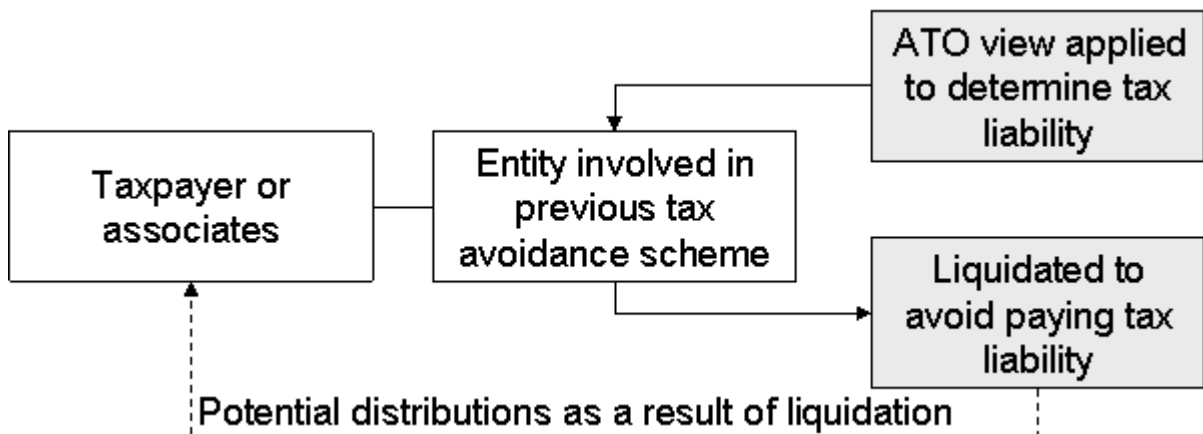 ATO view applied
to determine tax
liability
Taxpayer or
associates
Entity involved in
previous tax
avoidance scheme
Liquidated to
avoid paying tax
liability
Potential distributions as a result of liquidation